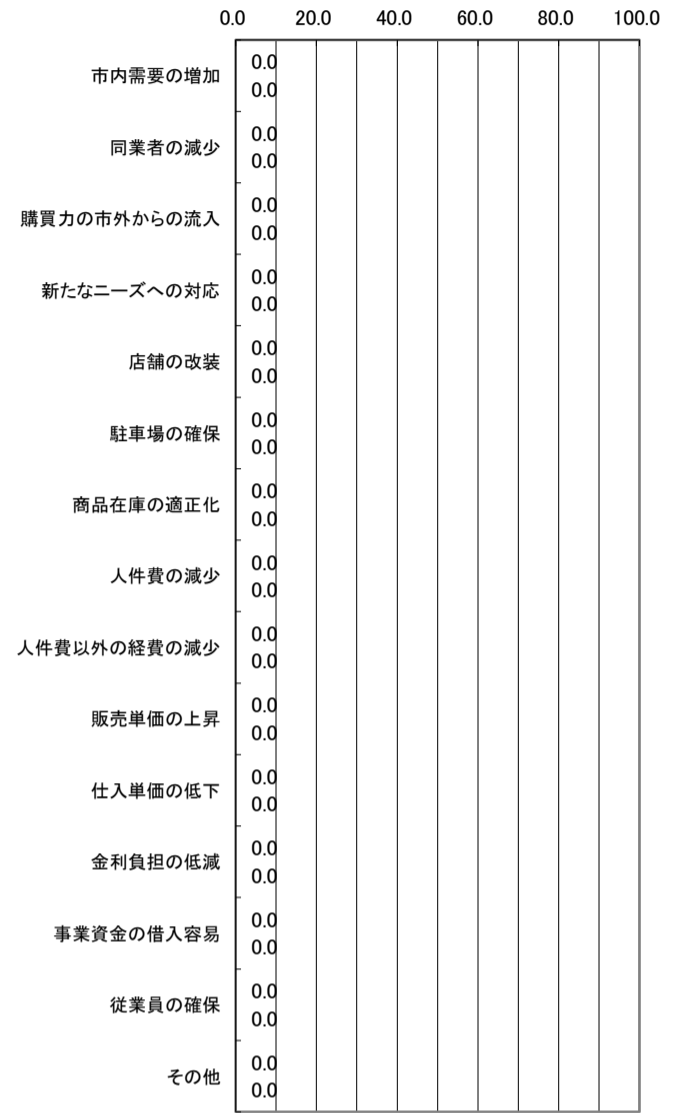 0.0 20.0 40.0 60.0 80.0 100.0
市内需要の増加
0.0
0.0
同業者の減少
0.0
0.0
購買力の市外からの流入
0.0
0.0
新たなニーズへの対応
0.0
0.0
店舗の改装
0.0
0.0
駐車場の確保
0.0
0.0
商品在庫の適正化
0.0
0.0
人件費の減少
0.0
0.0
人件費以外の経費の減少
0.0
0.0
販売単価の上昇
0.0
0.0
仕入単価の低下
0.0
0.0
金利負担の低減
0.0
0.0
事業資金の借入容易
0.0
0.0
従業員の確保
0.0
0.0
その他
0.0
0.0